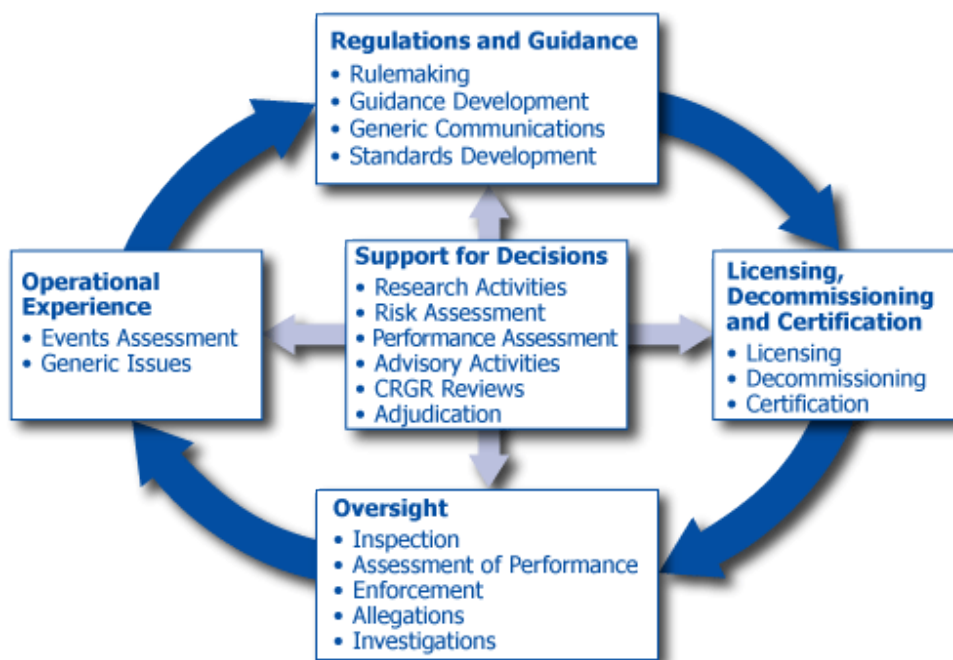 Regulations and Guidance
• Rulemaking
• Guidance Development
• Generic Communications
• Standards Development
Operational
Experience
• Events Assessment
• Generic Issues
Support for Decisions
• Research Activities
• Risk Assessment
• Performance Assessment
• Advisory Activities
• CRGR Reviews
• Adjudication
Licensing,
Decommissioning
and Certification
• Licensing
• Decommissioning
• Certification
Oversight
• Inspection
• Assessment of Performance
• Enforcement
• Allegations
• Investigations